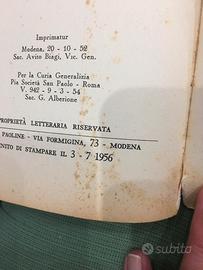 Imprimatur
Modena, 20 - 10 - 52
Sac. Avito Biagi, Vic. Gen.
Per la Curia Generalizia
Pia Società San Paolo - Roma
V. 942 - 9 - 3 - 54
Sac. G. Alberione
PROPRIETÀ LETTERARIA RISERVATA
PAOLINE - VIA FORMIGINA, 73 - MODENA
FINITO DI STAMPARE IL 3 - 7 1956
subito